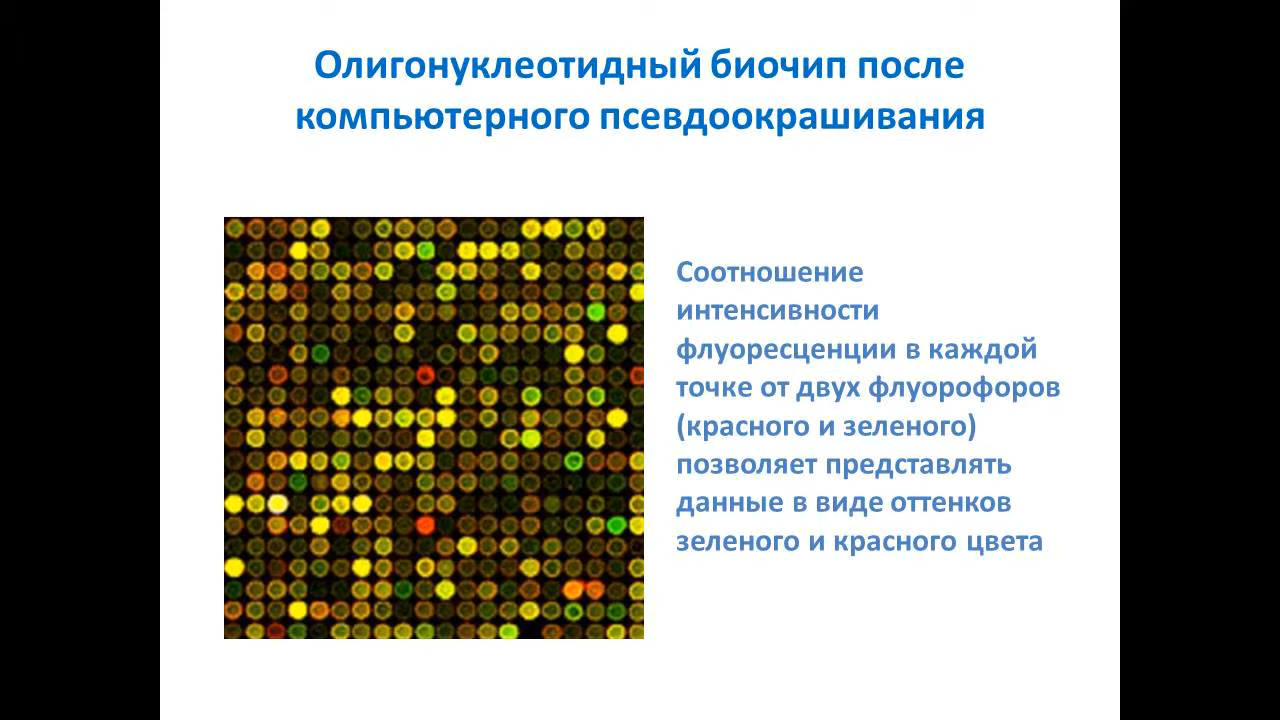 Олигонуклеотидный биочип после
компьютерного псевдоокрашивания
Соотношение
интенсивности
флуоресценции в каждой
точке от двух флуорофоров
(красного и зеленого)
позволяет представлять
данные в виде оттенков
зеленого и красного цвета